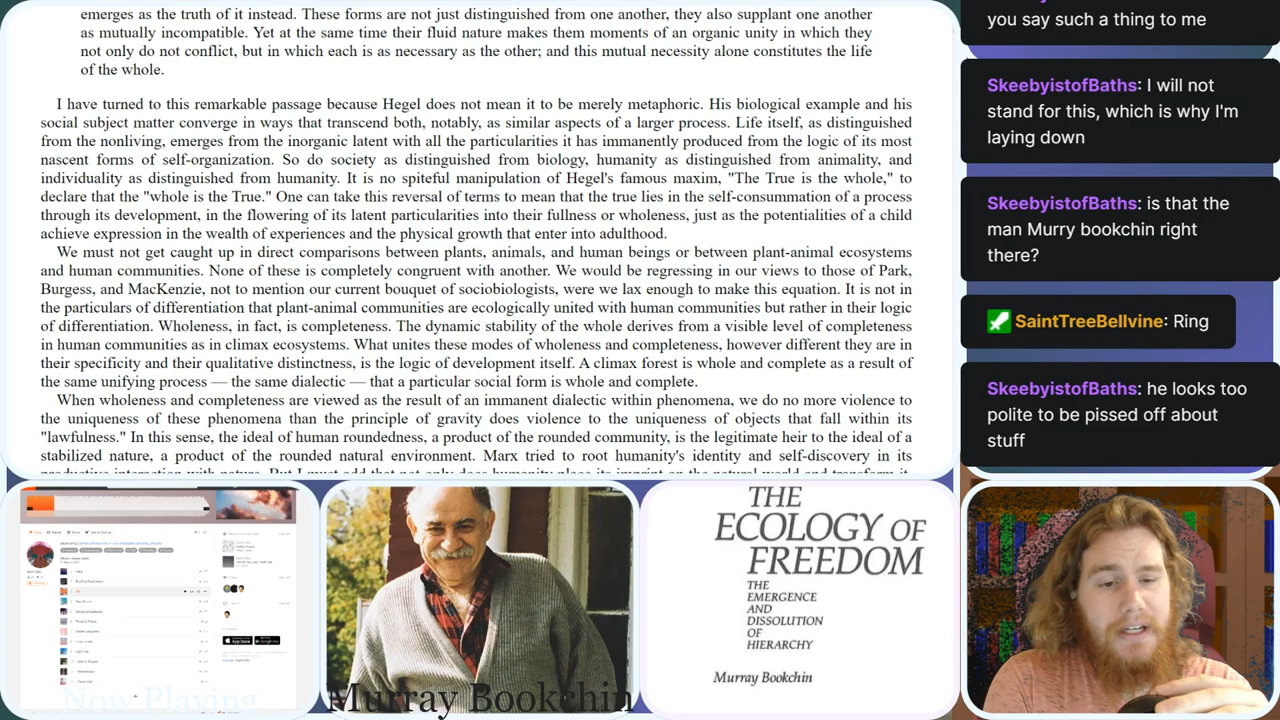 emerges as the truth of it instead. These forms are not just distinguished from one another, they also supplant one another
as mutually incompatible. Yet at the same time their fluid nature makes them moments of an organic unity in which they
not only do not conflict, but in which each is as necessary as the other; and this mutual necessity alone constitutes the life
of the whole.
I have turned to this remarkable passage because Hegel does not mean it to be merely metaphoric. His biological example and his
social subject matter converge in ways that transcend both, notably, as similar aspects of a larger process. Life itself, as distinguished
from the nonliving, emerges from the inorganic latent with all the particularities it has immanently produced from the logic of its most
nascent forms of self-organization. So do society as distinguished from biology, humanity as distinguished from animality, and
individuality as distinguished from humanity. It is no spiteful manipulation of Hegel's famous maxim, "The True is the whole," to
declare that the "whole is the True." One can take this reversal of terms to mean that the true lies in the self-consummation of a process
through its development, in the flowering of its latent particularities into their fullness or wholeness, just as the potentialities of a child
achieve expression in the wealth of experiences and the physical growth that enter into adulthood.
We must not get caught up in direct comparisons between plants, animals, and human beings or between plant-animal ecosystems
and human communities. None of these is completely congruent with another. We would be regressing in our views to those of Park,
Burgess, and MacKenzie, not to mention our current bouquet of sociobiologists, were we lax enough to make this equation. It is not in
the particulars of differentiation that plant-animal communities are ecologically united with human communities but rather in their logic
of differentiation. Wholeness, in fact, is completeness. The dynamic stability of the whole derives from a visible level of completeness
in human communities as in climax ecosystems. What unites these modes of wholeness and completeness, however different they are in
their specificity and their qualitative distinctness, is the logic of development itself. A climax forest is whole and complete as a result of
the same unifying process — the same dialectic — that a particular social form is whole and complete.
When wholeness and completeness are viewed as the result of an immanent dialectic within phenomena, we do no more violence to
the uniqueness of these phenomena than the principle of gravity does violence to the uniqueness of objects that fall within its
"lawfulness." In this sense, the ideal of human roundedness, a product of the rounded community, is the legitimate heir to the ideal of a
stabilized nature, a product of the rounded natural environment. Marx tried to root humanity's identity and self-discovery in its
productive interaction with nature. But I must add that not only does humanity place its imprint on the natural world and transform it,
you say such a thing to me
SkeebyistofBaths: I will not
stand for this, which is why I'm
laying down
SkeebyistofBaths: is that the
man Murry bookchin right
there?
SaintTreeBellvine: Ring
SkeebyistofBaths: he looks too
polite to be pissed off about
stuff
Now Playing
Murray Bookchin
THE
ECOLOGY OF
FREEDOM
THE
EMERGENCE
AND
DISSOLUTION
OF
HIERARCHY
Murray Bookchin